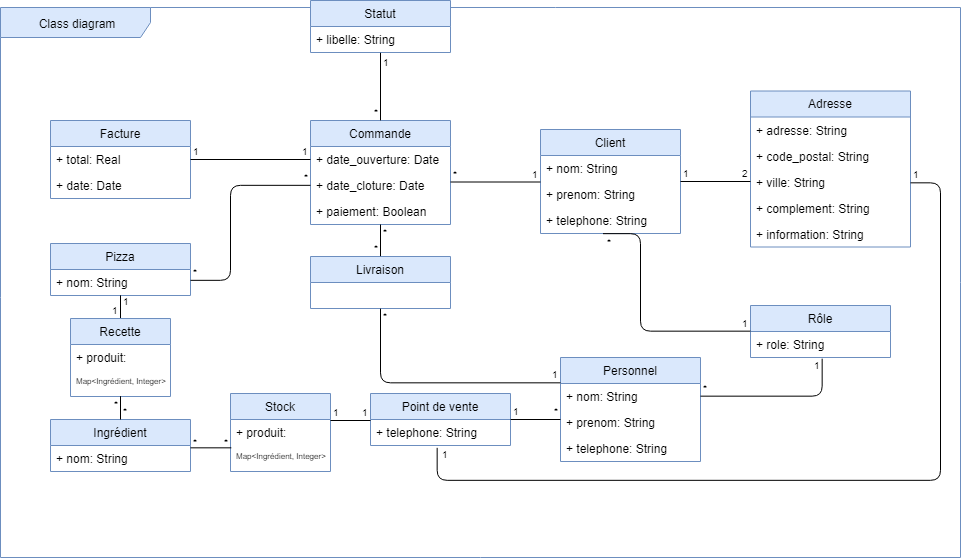 Class diagram
Statut
+ libelle: String
1
*
Facture
+ total: Real
+ date: Date
1
1
Commande
+ date_ouverture: Date
+ date_cloture: Date
+ paiement: Boolean
*
*
1
*
*
Client
+ nom: String
+ prenom: String
+ telephone: String
1
2
*
Adresse
+ adresse: String
+ code_postal: String
+ ville: String
+ complement: String
+ information: String
1
Pizza
+ nom: String
*
1
1
Livraison
*
Recette
+ produit:
Map<Ingrédient, Integer>
*
*
Rôle
+ role: String
1
1
Personnel
+ nom: String
+ prenom: String
+ telephone: String
1
*
*
Ingrédient
+ nom: String
*
*
Stock
+ produit:
Map<Ingrédient, Integer>
1
1
Point de vente
+ telephone: String
1
1